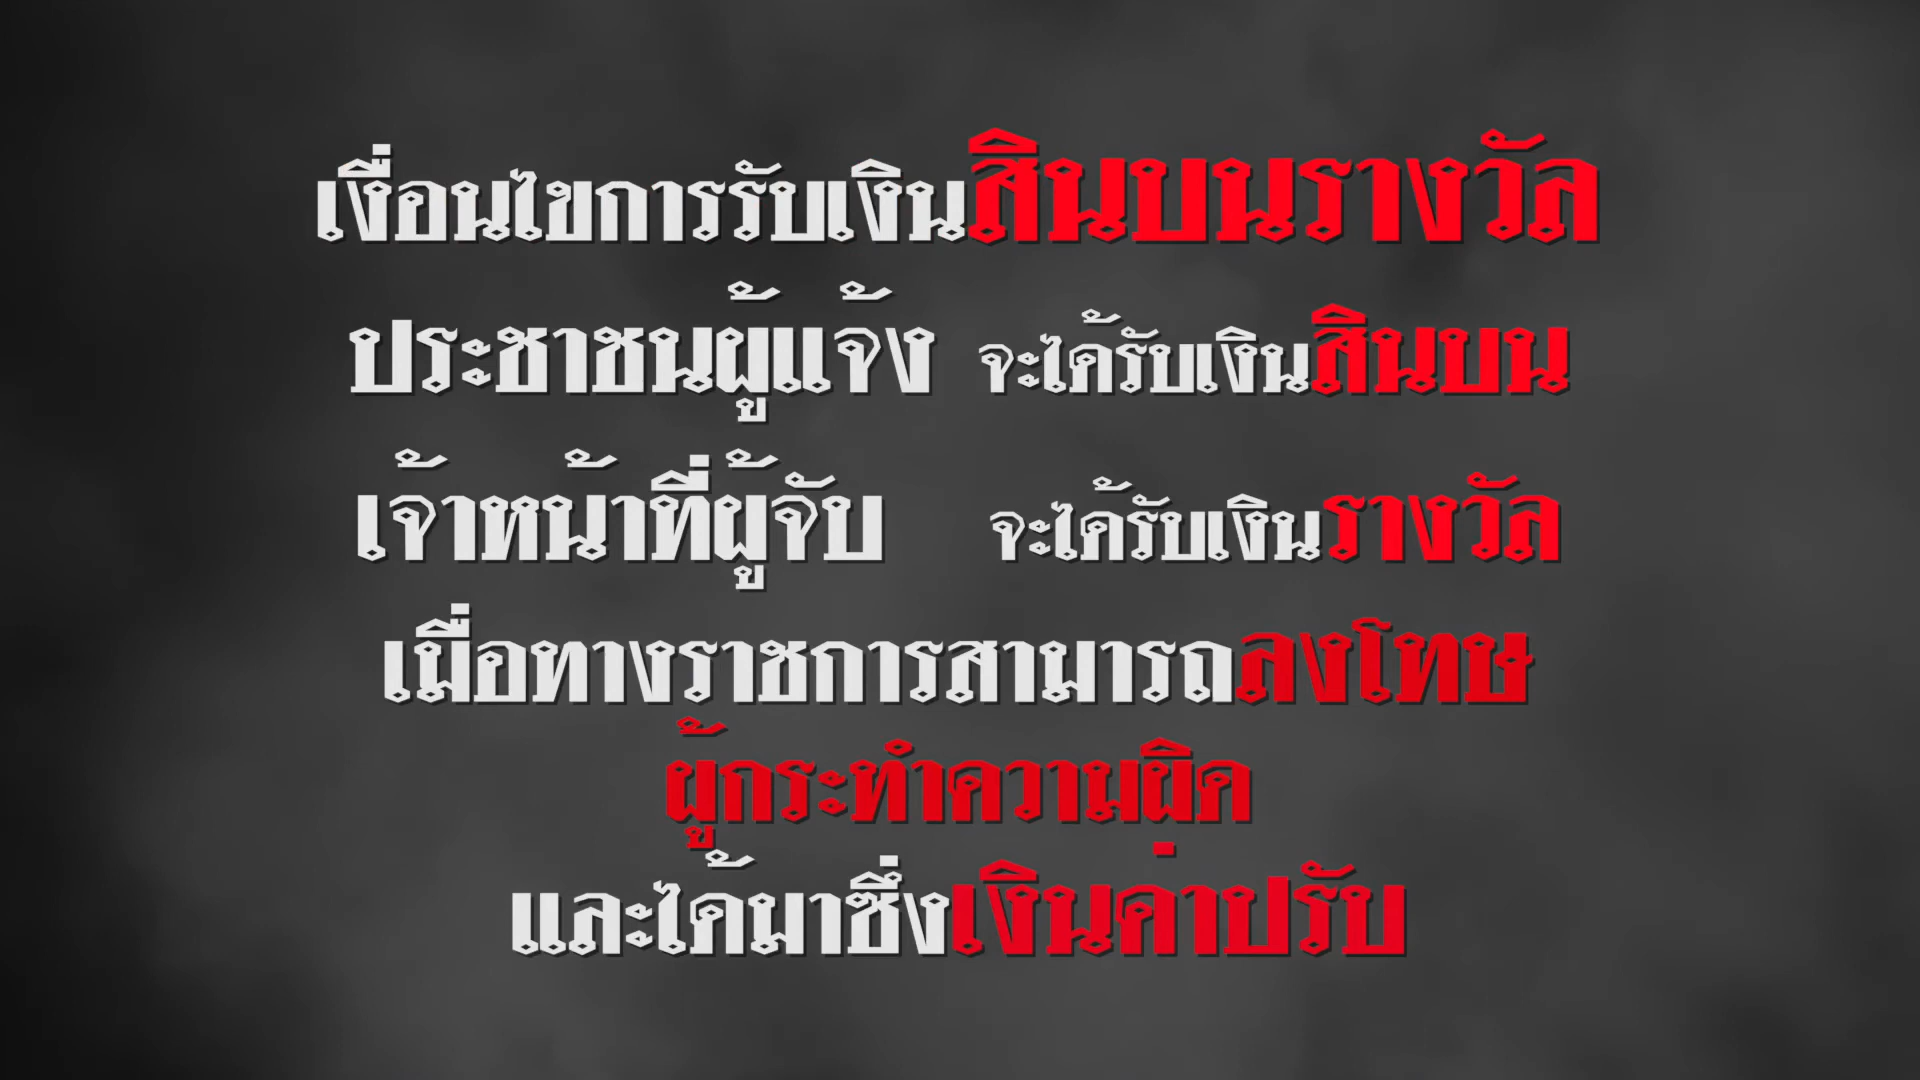 เงื่อนไขการรับเงินสินบนรางวัล
ประชาชนผู้แจ้ง จะได้รับเงินสินบน
เจ้าหน้าที่ผู้จับ จะได้รับเงินรางวัล
เมื่อทางราชการสามารถลงโทษ
ผู้กระทำความผิด
และได้มาซึ่งเงินค่าปรับ